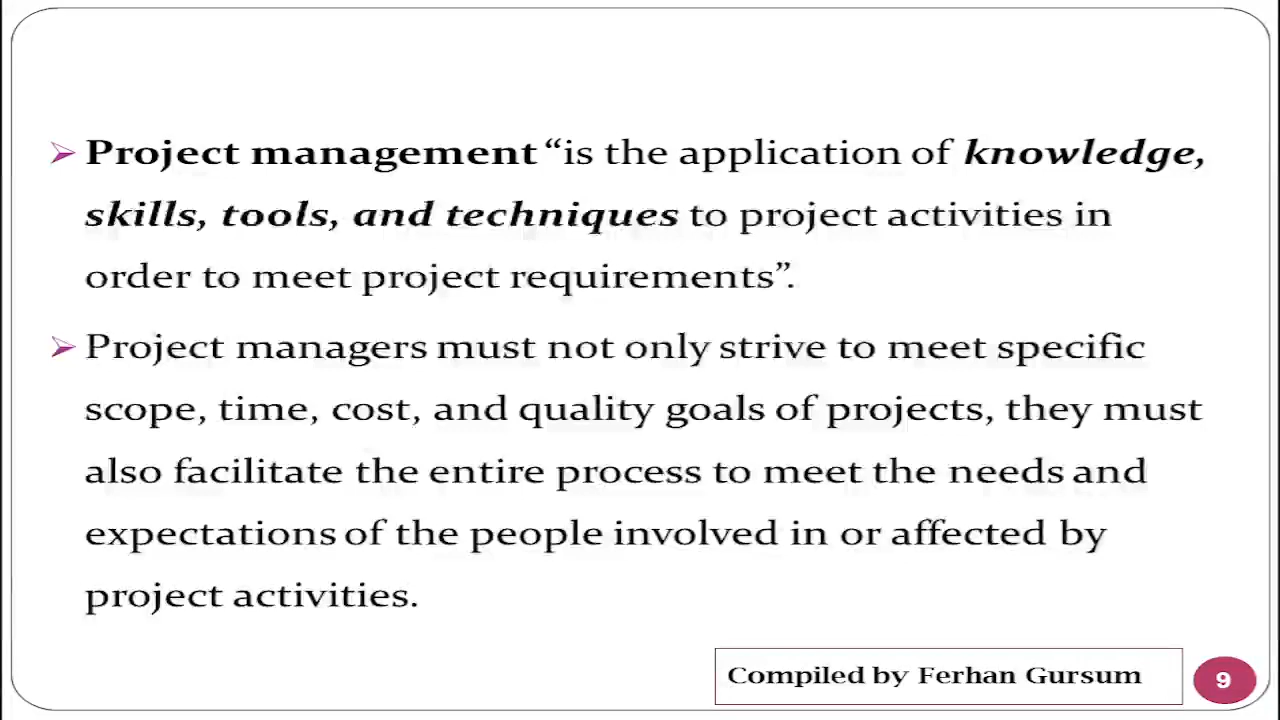 Project management “is the application of knowledge,
skills, tools, and techniques to project activities in
order to meet project requirements”.
Project managers must not only strive to meet specific
scope, time, cost, and quality goals of projects, they must
also facilitate the entire process to meet the needs and
expectations of the people involved in or affected by
project activities.
Compiled by Ferhan Gursum
9